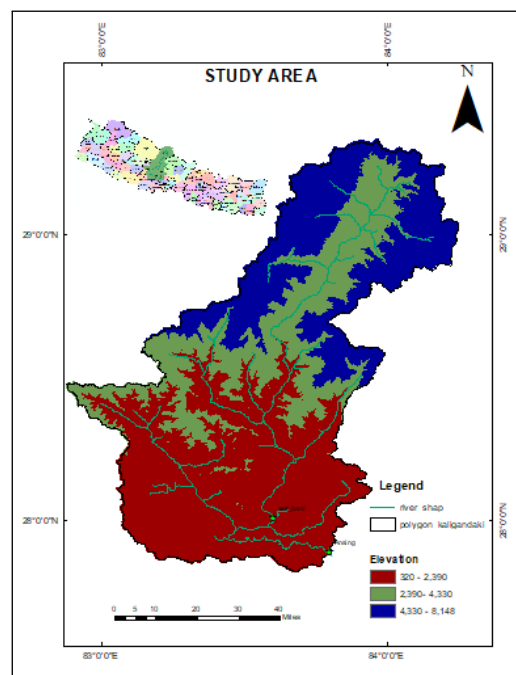 83°0'0"E
84°0'0"E
STUDY AREA
N
29°0'0"N
29°0'0"N
Legend
river shap
polygon kaligandaki
28°0'0"N
28°0'0"N
Elevation
320 - 2,390
2,390- 4,330
4,330 - 8,148
0 5 10 20 30 40
Miles
83°0'0"E
84°0'0"E